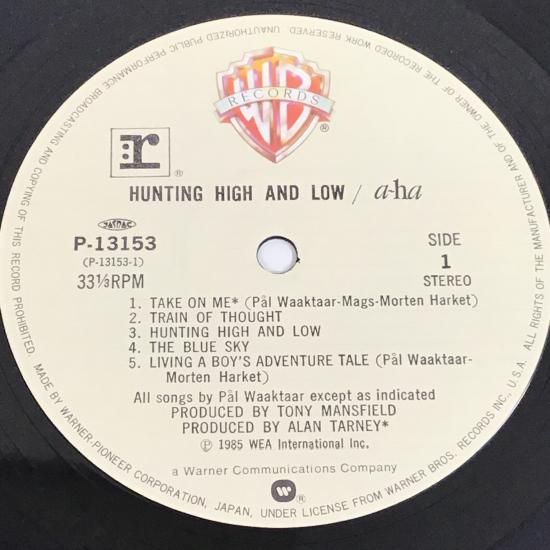 WB
RECORDS
®
r
®
HUNTING HIGH AND LOW / a-ha
JASRAC
P-13153
(P-13153-1)
33⅓RPM
SIDE
1
STEREO
1. TAKE ON ME* (Pål Waaktaar-Mags-Morten Harket)
2. TRAIN OF THOUGHT
3. HUNTING HIGH AND LOW
4. THE BLUE SKY
5. LIVING A BOY'S ADVENTURE TALE (Pål Waaktaar-
Morten Harket)
All songs by Pål Waaktaar except as indicated
PRODUCED BY TONY MANSFIELD
PRODUCED BY ALAN TARNEY*
℗ 1985 WEA International Inc.
a Warner Communications Company
MADE BY WARNER-PIONEER CORPORATION, JAPAN, UNDER LICENSE FROM WARNER BROS. RECORDS INC., U.S.A. ALL RIGHTS OF THE MANUFACTURER AND OF THE OWNER OF THE RECORDED WORK RESERVED. UNAUTHORIZED PUBLIC PERFORMANCE BROADCASTING AND COPYING OF THIS RECORD PROHIBITED.